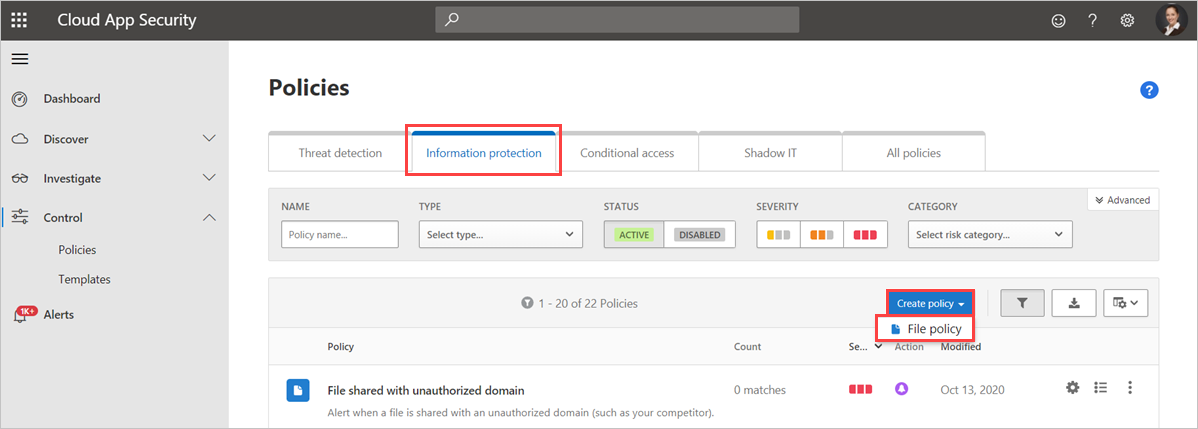 Cloud App Security
?
Dashboard
Discover
Investigate
Control
Policies
Templates
1K+
Alerts
Policies
?
Threat detection Information protection Conditional access Shadow IT All policies
Advanced
NAME TYPE STATUS SEVERITY CATEGORY
Policy name... Select type... ACTIVE DISABLED Select risk category...
1 - 20 of 22 Policies Create policy
File policy
Policy Count Se... Action Modified
File shared with unauthorized domain 0 matches Oct 13, 2020
Alert when a file is shared with an unauthorized domain (such as your competitor).